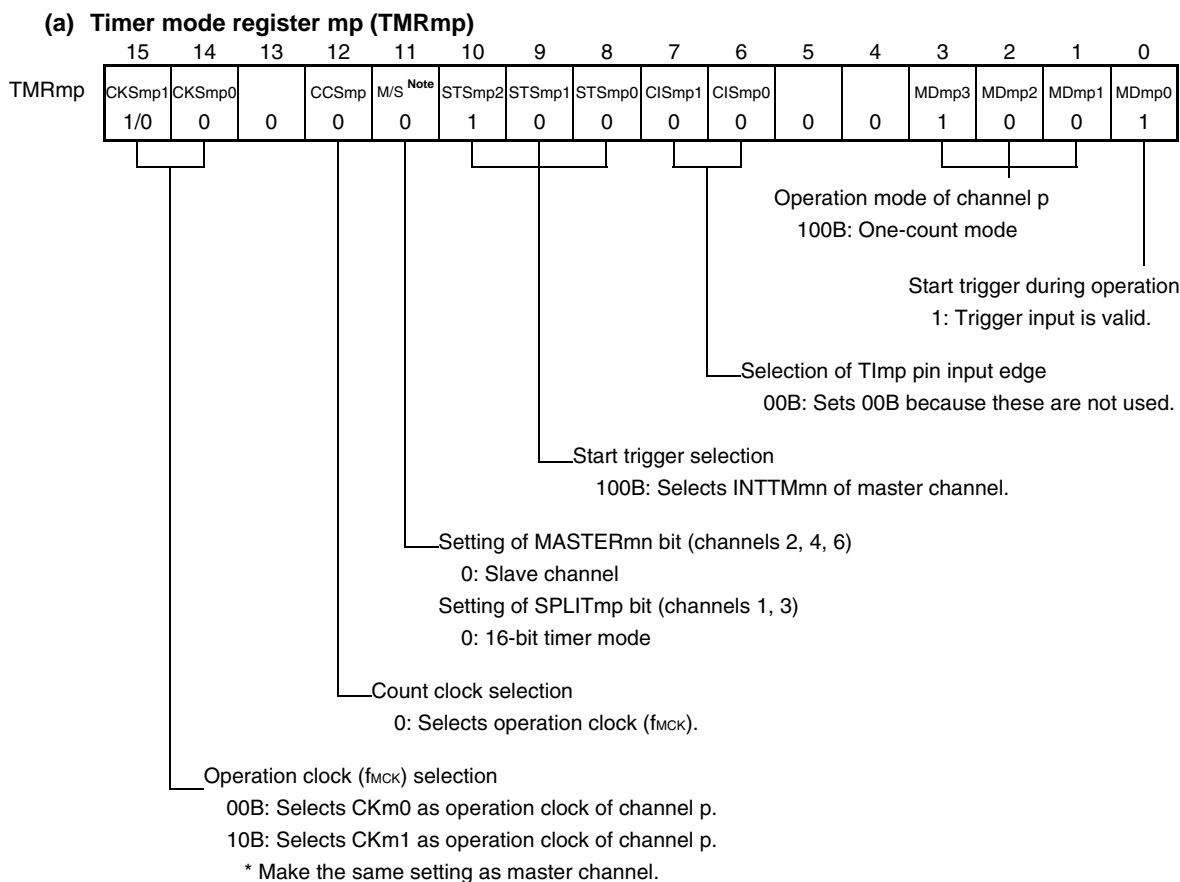 (a) Timer mode register mp (TMRmp)
15 14 13 12 11 10 9 8 7 6 5 4 3 2 1 0
TMRmp CKSmp1 CKSmp0 CCSmp M/S Note STSmp2 STSmp1 STSmp0 CISmp1 CISmp0 MDmp3 MDmp2 MDmp1 MDmp0
1/0 0 0 0 0 1 0 0 0 0 0 0 1 0 0 1
Operation mode of channel p
100B: One-count mode
Start trigger during operation
1: Trigger input is valid.
Selection of TImp pin input edge
00B: Sets 00B because these are not used.
Start trigger selection
100B: Selects INTTMmn of master channel.
Setting of MASTERmn bit (channels 2, 4, 6)
0: Slave channel
Setting of SPLITmp bit (channels 1, 3)
0: 16-bit timer mode
Count clock selection
0: Selects operation clock (fMCK).
Operation clock (fMCK) selection
00B: Selects CKm0 as operation clock of channel p.
10B: Selects CKm1 as operation clock of channel p.
* Make the same setting as master channel.